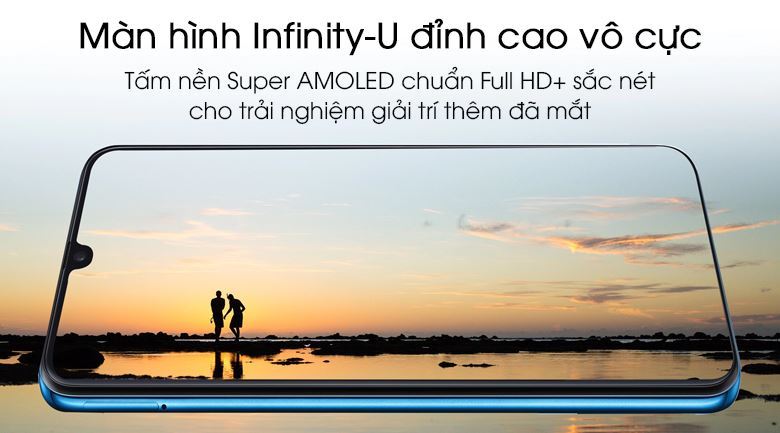 Màn hình Infinity-U đỉnh cao vô cực
Tấm nền Super AMOLED chuẩn Full HD+ sắc nét
cho trải nghiệm giải trí thêm đã mắt